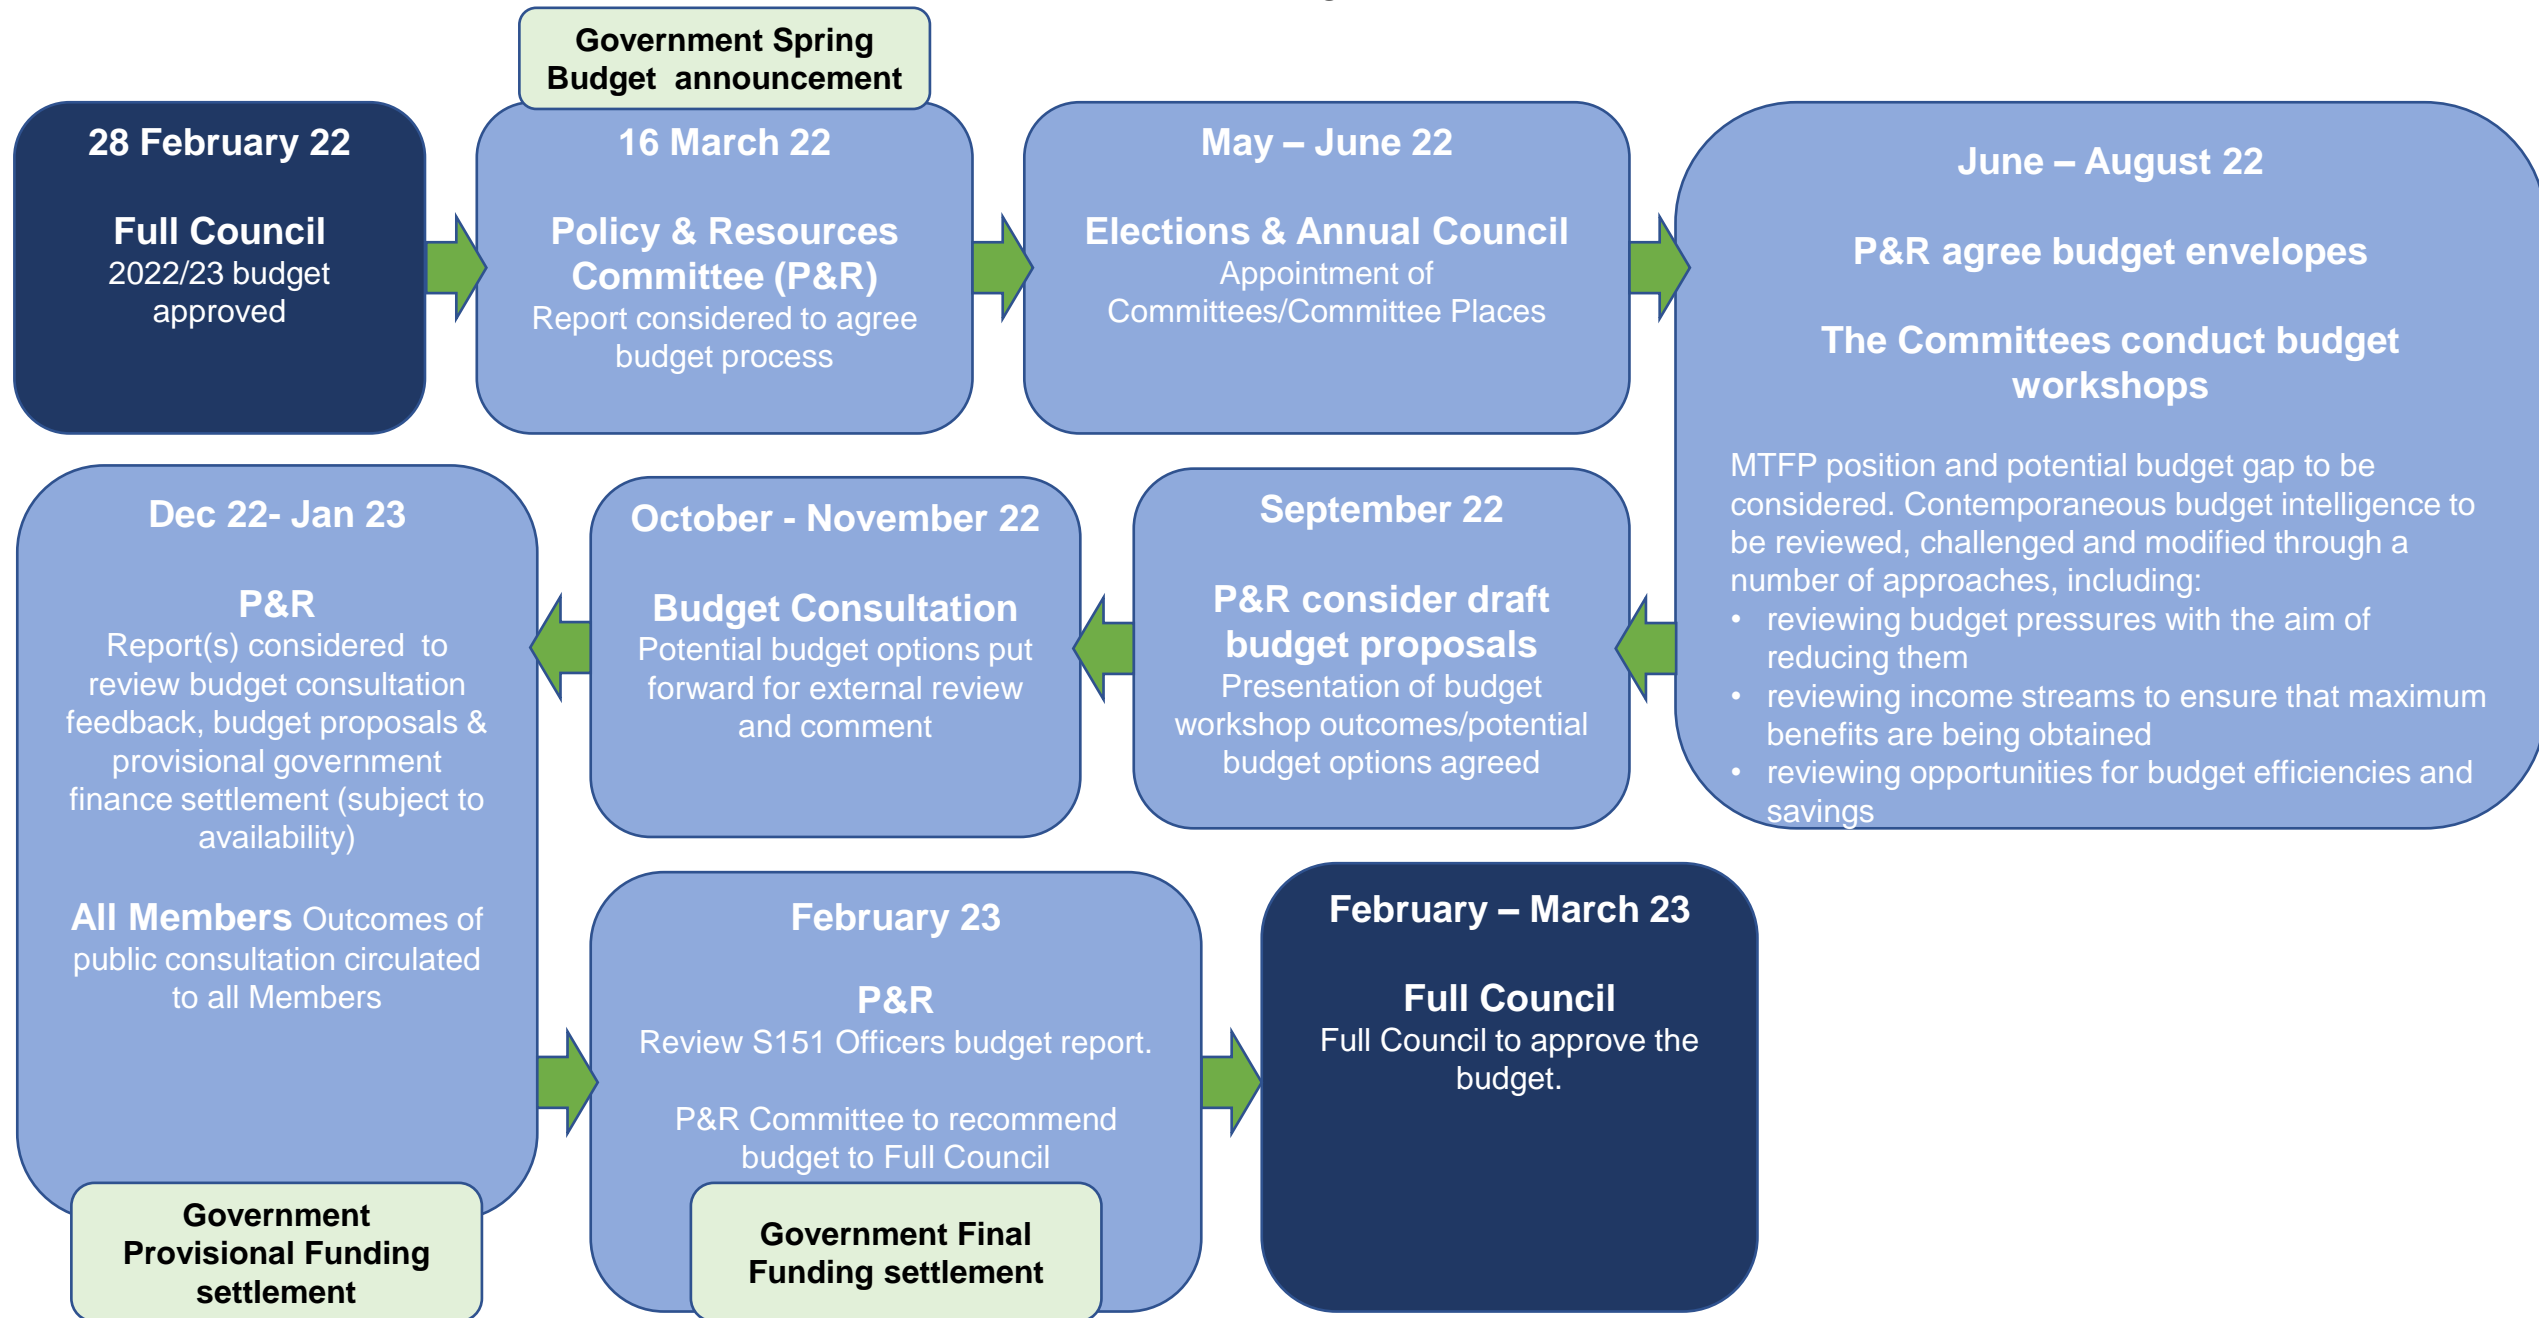 Government Spring
Budget announcement
28 February 22
Full Council
2022/23 budget
approved
16 March 22
Policy & Resources
Committee (P&R)
Report considered to agree
budget process
May – June 22
Elections & Annual Council
Appointment of
Committees/Committee Places
June – August 22
P&R agree budget envelopes
The Committees conduct budget
workshops
MTFP position and potential budget gap to be
considered. Contemporaneous budget intelligence to
be reviewed, challenged and modified through a
number of approaches, including:
• reviewing budget pressures with the aim of
reducing them
• reviewing income streams to ensure that maximum
benefits are being obtained
• reviewing opportunities for budget efficiencies and
savings
September 22
P&R consider draft
budget proposals
Presentation of budget
workshop outcomes/potential
budget options agreed
October - November 22
Budget Consultation
Potential budget options put
forward for external review
and comment
Dec 22- Jan 23
P&R
Report(s) considered to
review budget consultation
feedback, budget proposals &
provisional government
finance settlement (subject to
availability)
All Members Outcomes of
public consultation circulated
to all Members
Government
Provisional Funding
settlement
February 23
P&R
Review S151 Officers budget report.
P&R Committee to recommend
budget to Full Council
Government Final
Funding settlement
February – March 23
Full Council
Full Council to approve the
budget.